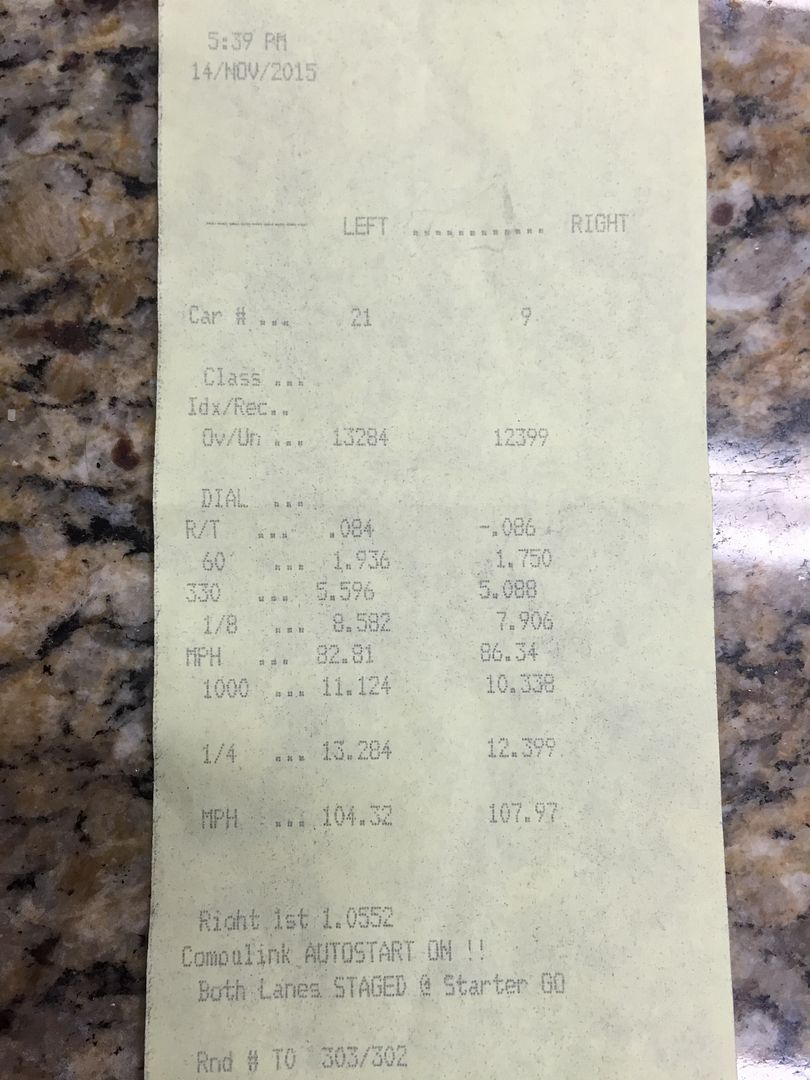 5:39 PM
14/NOV/2015
--------- LEFT ............ RIGHT
Car # ... 21 9
Class ...
Idx/Rec..
Ov/Un ... 13284 12399
DIAL ...
R/T ... .084 -.086
60' ... 1.936 1.750
330 ... 5.596 5.088
1/8 ... 8.582 7.906
MPH ... 82.81 86.34
1000 ... 11.124 10.338
1/4 ... 13.284 12.399
MPH ... 104.32 107.97
Right 1st 1.0552
Compulink AUTOSTART ON !!
Both Lanes STAGED @ Starter GO
Rnd # TO 303/302